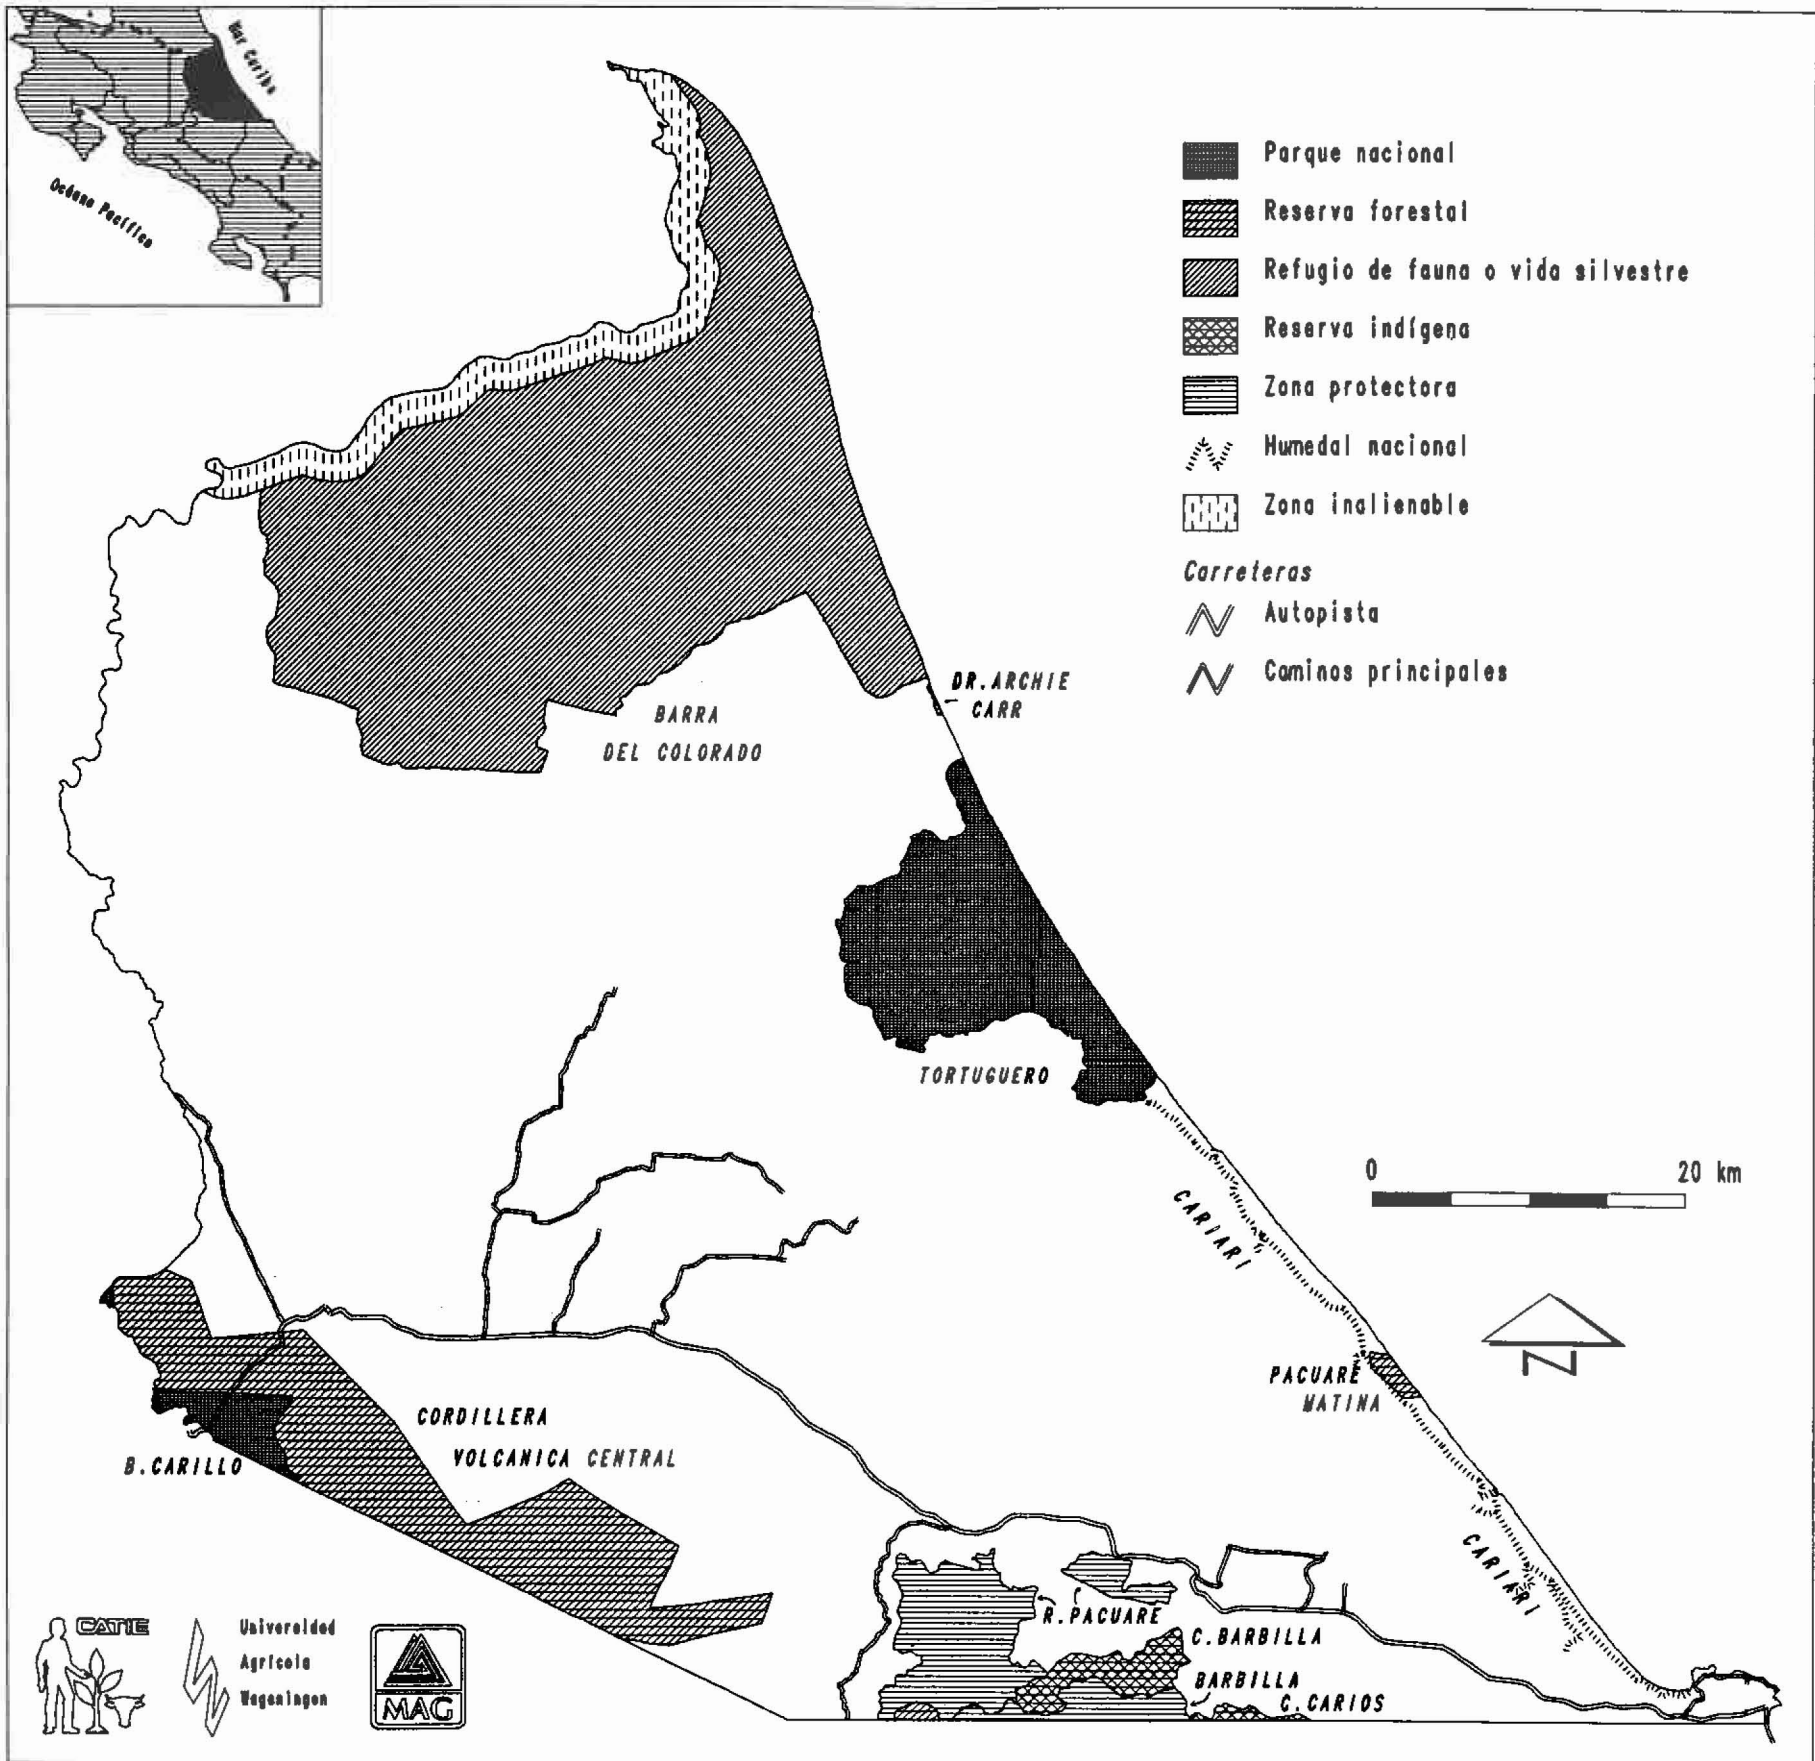 Mar Caribe
Océano Pacífico
Parque nacional
Reserva forestal
Refugio de fauna o vida silvestre
Reserva indígena
Zona protectora
Humedal nacional
Zona inalienable
Carreteras
Autopista
Caminos principales
DR. ARCHIE
CARR
BARRA
DEL COLORADO
TORTUGUERO
0 20 km
CARIARI
N
PACUARE
MATINA
CORDILLERA
VOLCANICA CENTRAL
B. CARILLO
CARIARI
R. PACUARE
C. BARBILLA
BARBILLA
C. CARIOS
CATIE
Universidad
Agrícola
Wageningen
MAG